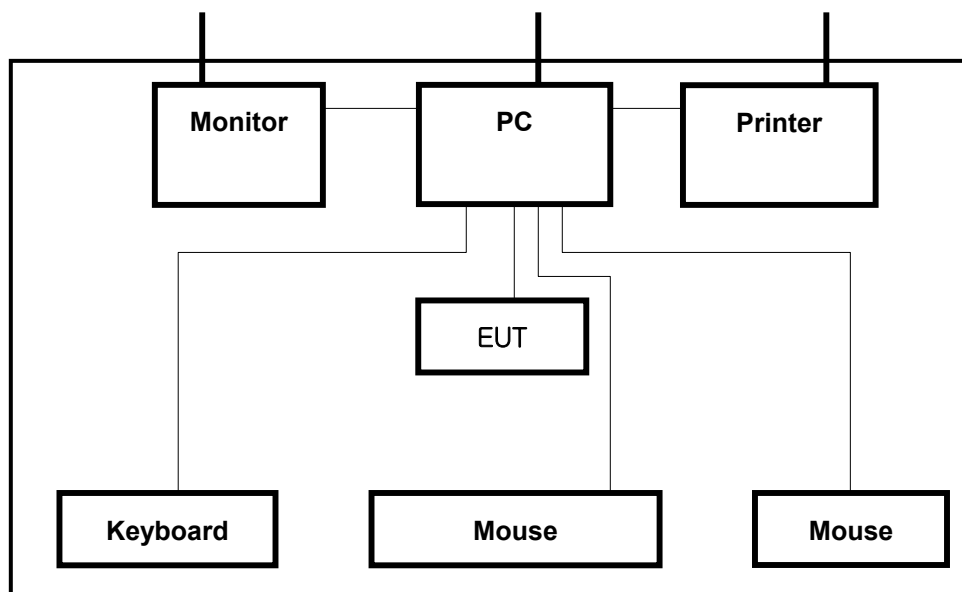 Monitor
PC
Printer
EUT
Keyboard
Mouse
Mouse